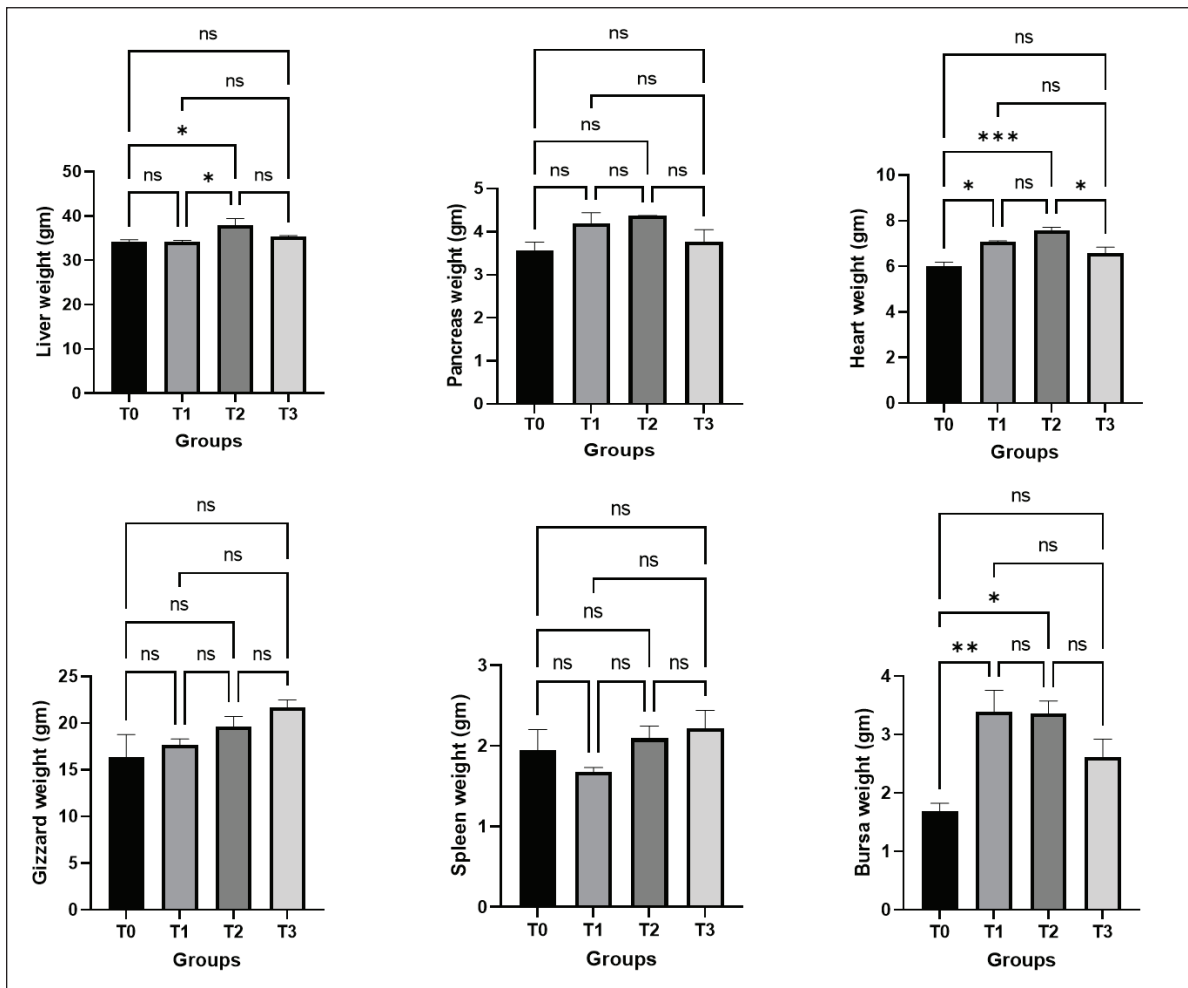 ns
ns
*
ns * ns
50
40
30
20
10
0
Liver weight (gm)
T0 T1 T2 T3
Groups
ns
ns
ns
ns ns ns
5
4
3
2
1
0
Pancreas weight (gm)
T0 T1 T2 T3
Groups
ns
ns
***
* ns *
10
8
6
4
2
0
Heart weight (gm)
T0 T1 T2 T3
Groups
ns
ns
ns
ns ns ns
25
20
15
10
5
0
Gizzard weight (gm)
T0 T1 T2 T3
Groups
ns
ns
ns
ns ns ns
3
2
1
0
Spleen weight (gm)
T0 T1 T2 T3
Groups
ns
ns
*
** ns ns
4
3
2
1
0
Bursa weight (gm)
T0 T1 T2 T3
Groups